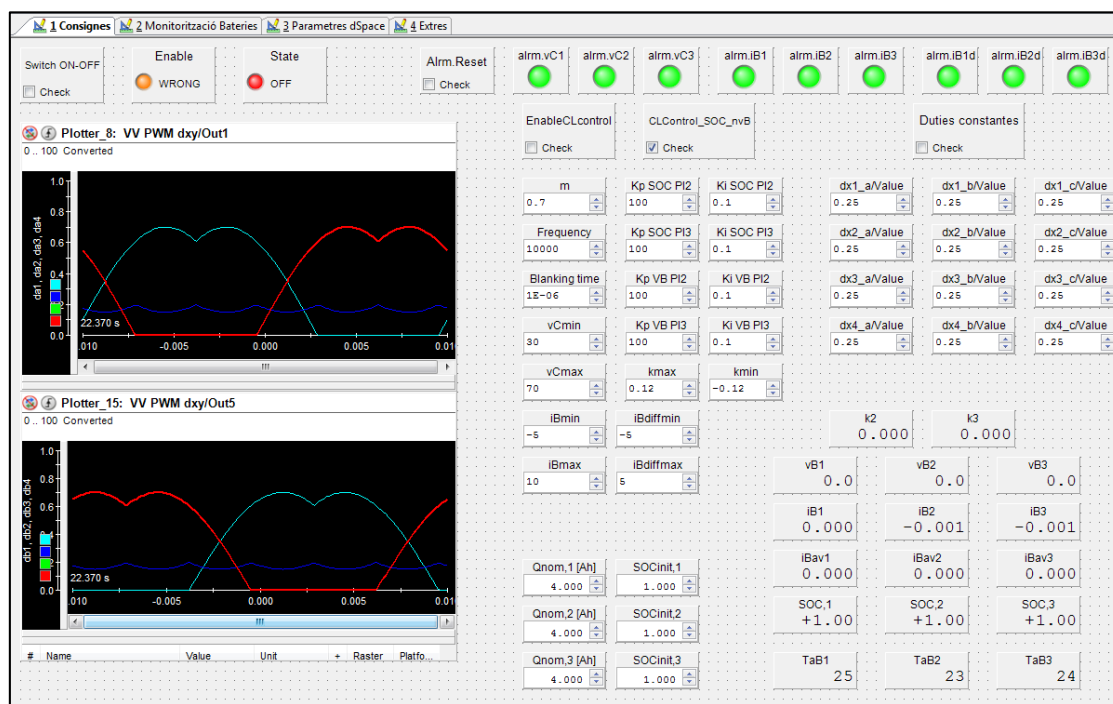 1 Consignes 2 Monitorització Bateries 3 Parametres dSpace 4 Extres
Switch ON-OFF
Check
Enable
WRONG
State
OFF
Alrm.Reset
Check
alrm.vC1 alrm.vC2 alrm.vC3 alrm.iB1 alrm.iB2 alrm.iB3 alrm.iB1d alrm.iB2d alrm.iB3d
EnableCLcontrol
Check
CLControl_SOC_nvB
Check
Duties constantes
Check
Plotter_8: VV PWM dxy/Out1
0 .. 100 Converted
da1, da2, da3, da4
1.0
0.8
0.6
0.4
0.2
0.0
22.370 s
.010 -0.005 0.000 0.005 0.010
Plotter_15: VV PWM dxy/Out5
0 .. 100 Converted
db1, db2, db3, db4
1.0
0.8
0.6
0.4
0.2
0.0
22.370 s
.010 -0.005 0.000 0.005 0.010
# Name Value Unit + Raster Platfo...
m Kp SOC PI2 Ki SOC PI2 dx1_a/Value dx1_b/Value dx1_c/Value
0.7 100 0.1 0.25 0.25 0.25
Frequency Kp SOC PI3 Ki SOC PI3 dx2_a/Value dx2_b/Value dx2_c/Value
10000 100 0.1 0.25 0.25 0.25
Blanking time Kp VB PI2 Ki VB PI2 dx3_a/Value dx3_b/Value dx3_c/Value
1E-06 100 0.1 0.25 0.25 0.25
vCmin Kp VB PI3 Ki VB PI3 dx4_a/Value dx4_b/Value dx4_c/Value
30 100 0.1 0.25 0.25 0.25
vCmax kmax kmin
70 0.12 -0.12
iBmin iBdiffmin k2 k3
-5 -5 0.000 0.000
iBmax iBdiffmax vB1 vB2 vB3
10 5 0.0 0.0 0.0
iB1 iB2 iB3
0.000 -0.001 -0.001
Qnom,1 [Ah] SOCinit,1 iBav1 iBav2 iBav3
4.000 1.000 0.000 0.000 0.000
Qnom,2 [Ah] SOCinit,2 SOC,1 SOC,2 SOC,3
4.000 1.000 +1.00 +1.00 +1.00
Qnom,3 [Ah] SOCinit,3 TaB1 TaB2 TaB3
4.000 1.000 25 23 24